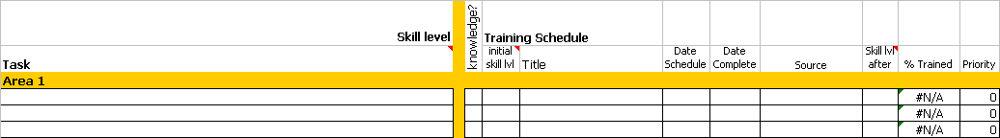 Skill level
knowledge?
Training Schedule
Task
initial skill lvl
Title
Date Schedule
Date Complete
Source
Skill lvl after
% Trained
Priority
Area 1
#N/A 0
#N/A 0
#N/A 0